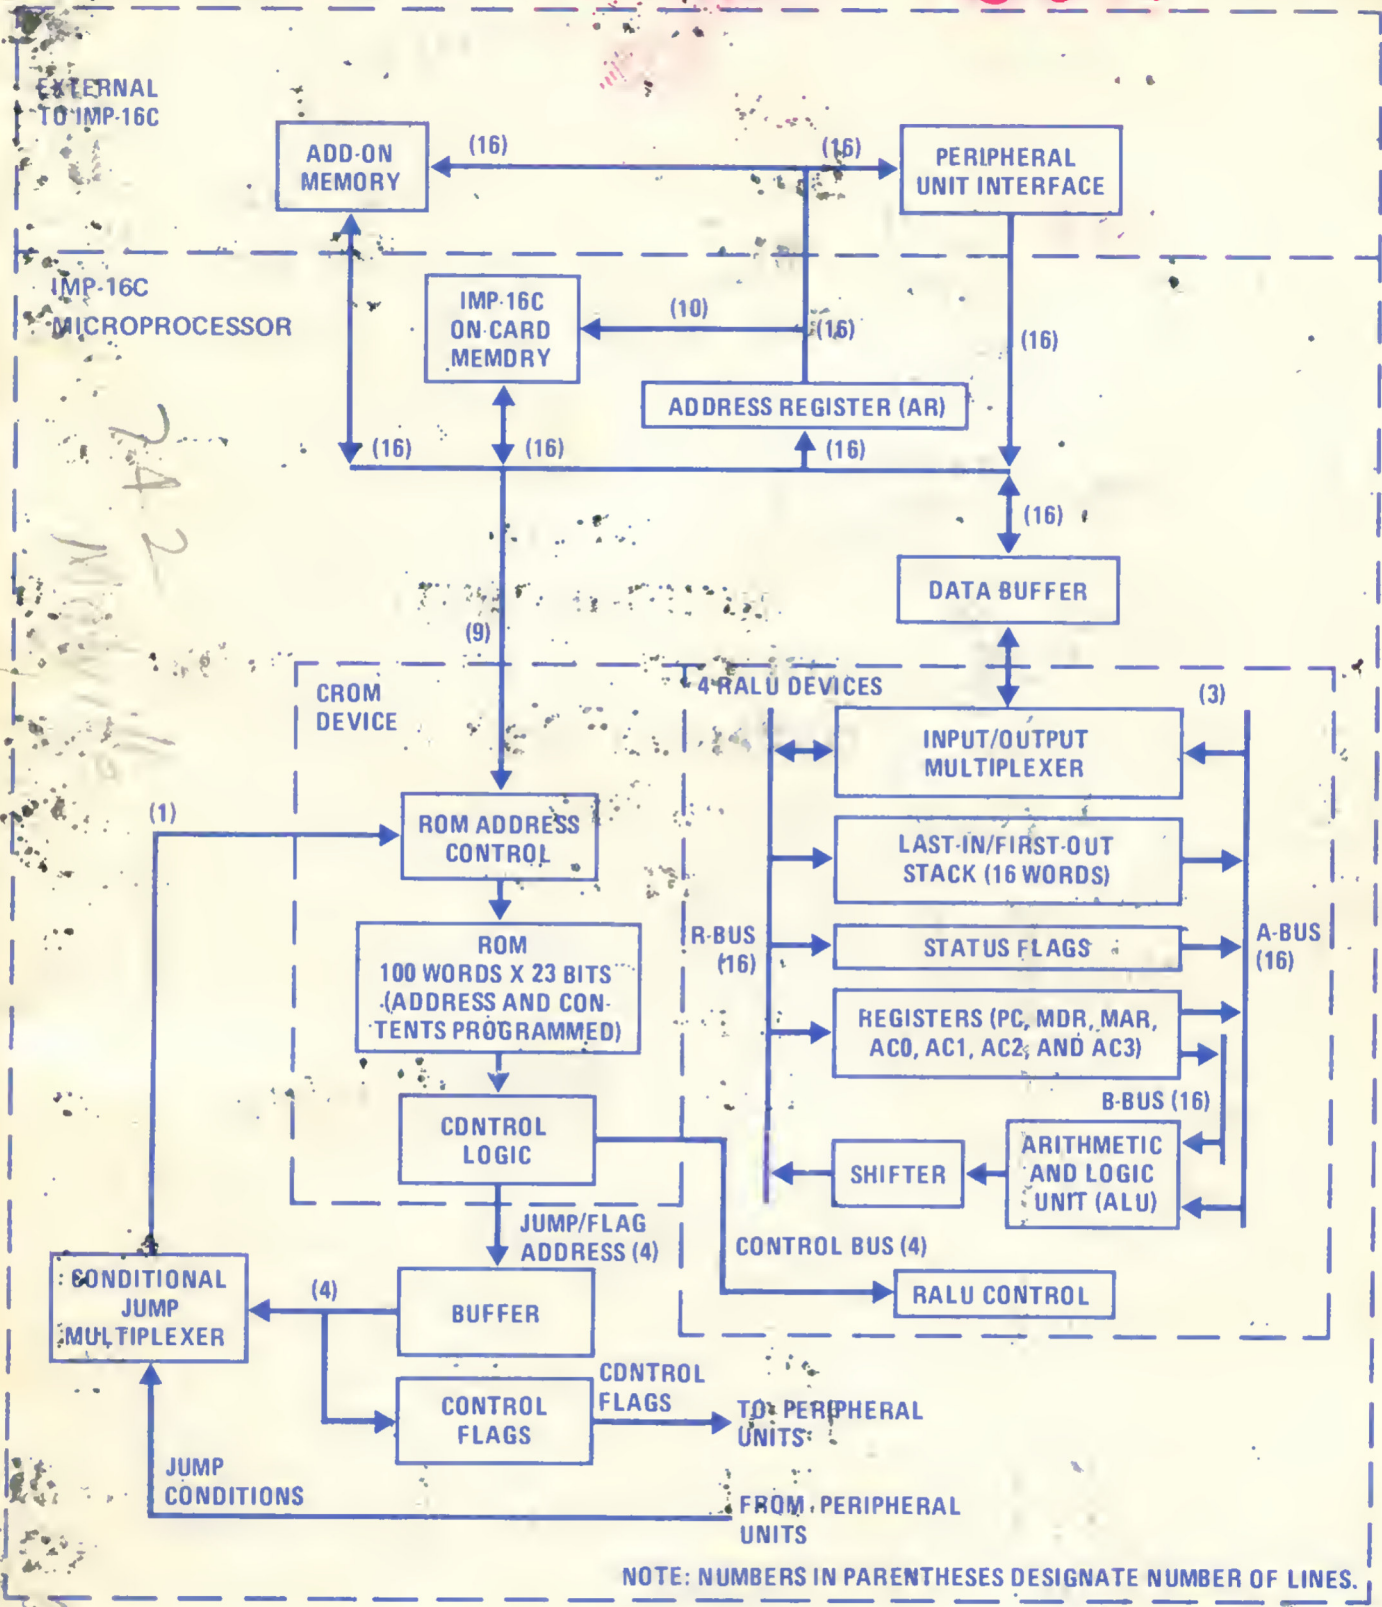 EXTERNAL
TO IMP-16C
ADD-ON
MEMORY
(16)
(16)
PERIPHERAL
UNIT INTERFACE
IMP-16C
MICROPROCESSOR
IMP-16C
ON-CARD
MEMORY
(10)
(16)
(16)
ADDRESS REGISTER (AR)
(16)
(16)
(16)
(16)
DATA BUFFER
(9)
742
CROM
DEVICE
4 RALU DEVICES
(3)
INPUT/OUTPUT
MULTIPLEXER
(1)
ROM ADDRESS
CONTROL
LAST-IN/FIRST-OUT
STACK (16 WORDS)
R-BUS
(16)
STATUS FLAGS
A-BUS
(16)
ROM
100 WORDS X 23 BITS
(ADDRESS AND CON-
TENTS PROGRAMMED)
REGISTERS (PC, MDR, MAR,
AC0, AC1, AC2, AND AC3)
B-BUS (16)
CONTROL
LOGIC
SHIFTER
ARITHMETIC
AND LOGIC
UNIT (ALU)
JUMP/FLAG
ADDRESS (4)
CONTROL BUS (4)
RALU CONTROL
CONDITIONAL
JUMP
MULTIPLEXER
(4)
BUFFER
CONTROL
FLAGS
CONTROL
FLAGS
TO PERIPHERAL
UNITS
JUMP
CONDITIONS
FROM PERIPHERAL
UNITS
NOTE: NUMBERS IN PARENTHESES DESIGNATE NUMBER OF LINES.